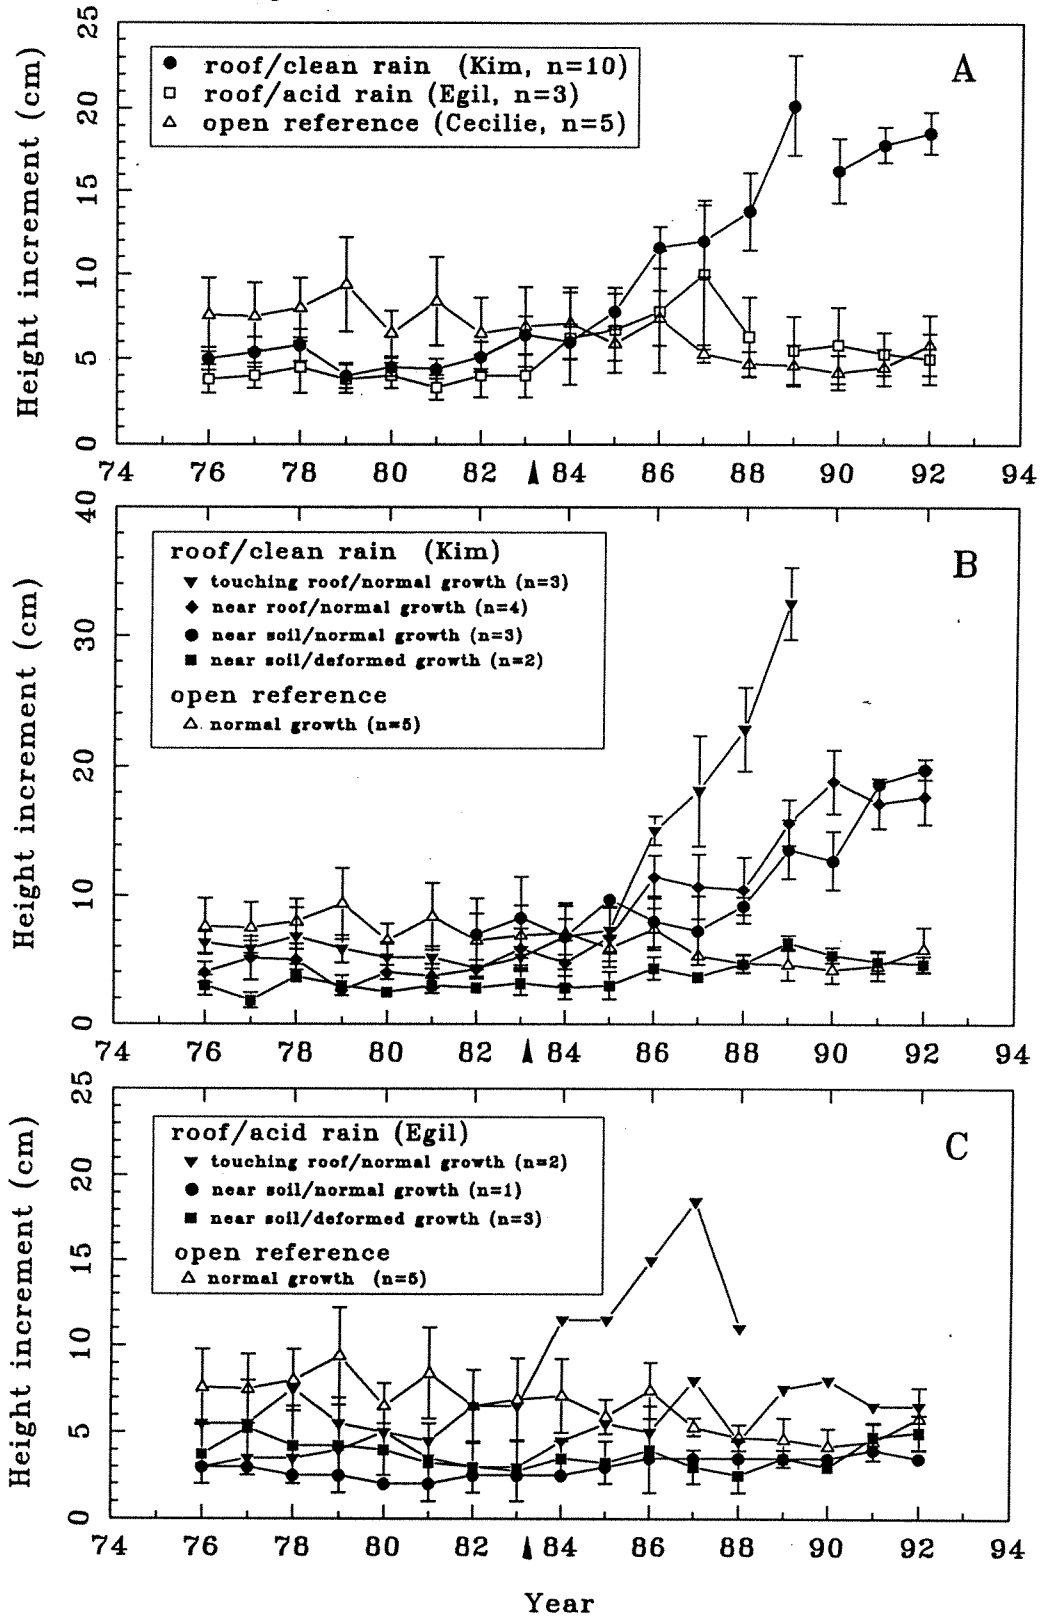 25
20
15
10
5
0
Height increment (cm)
roof/clean rain (Kim, n=10)
roof/acid rain (Egil, n=3)
open reference (Cecilie, n=5)
A
74 76 78 80 82 84 86 88 90 92 94
40
30
20
10
0
Height increment (cm)
roof/clean rain (Kim)
touching roof/normal growth (n=3)
near roof/normal growth (n=4)
near soil/normal growth (n=3)
near soil/deformed growth (n=2)
open reference
normal growth (n=5)
B
74 76 78 80 82 84 86 88 90 92 94
25
20
15
10
5
0
Height increment (cm)
roof/acid rain (Egil)
touching roof/normal growth (n=2)
near soil/normal growth (n=1)
near soil/deformed growth (n=3)
open reference
normal growth (n=5)
C
74 76 78 80 82 84 86 88 90 92 94
Year